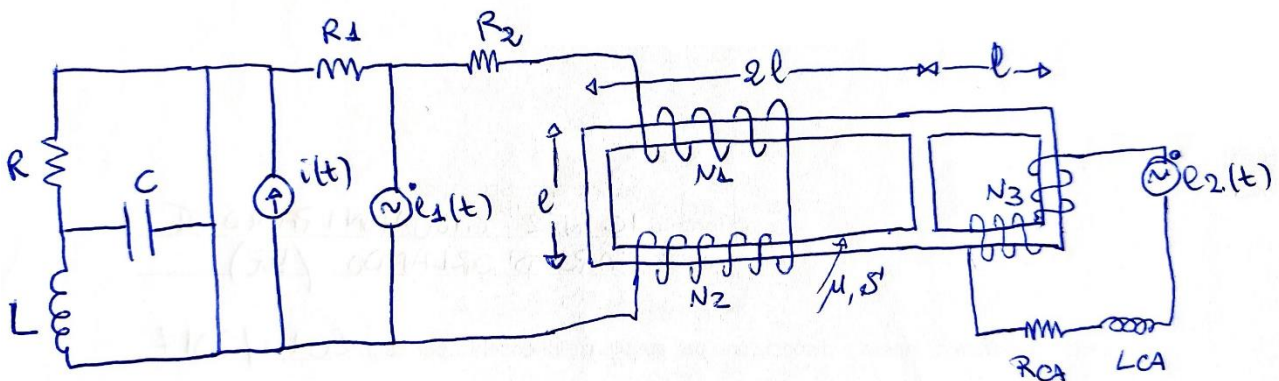 R1
R2
2l
l
R
C
i(t)
e1(t)
l
N1
N3
e2(t)
L
N2
μ, S
RCA
LCA